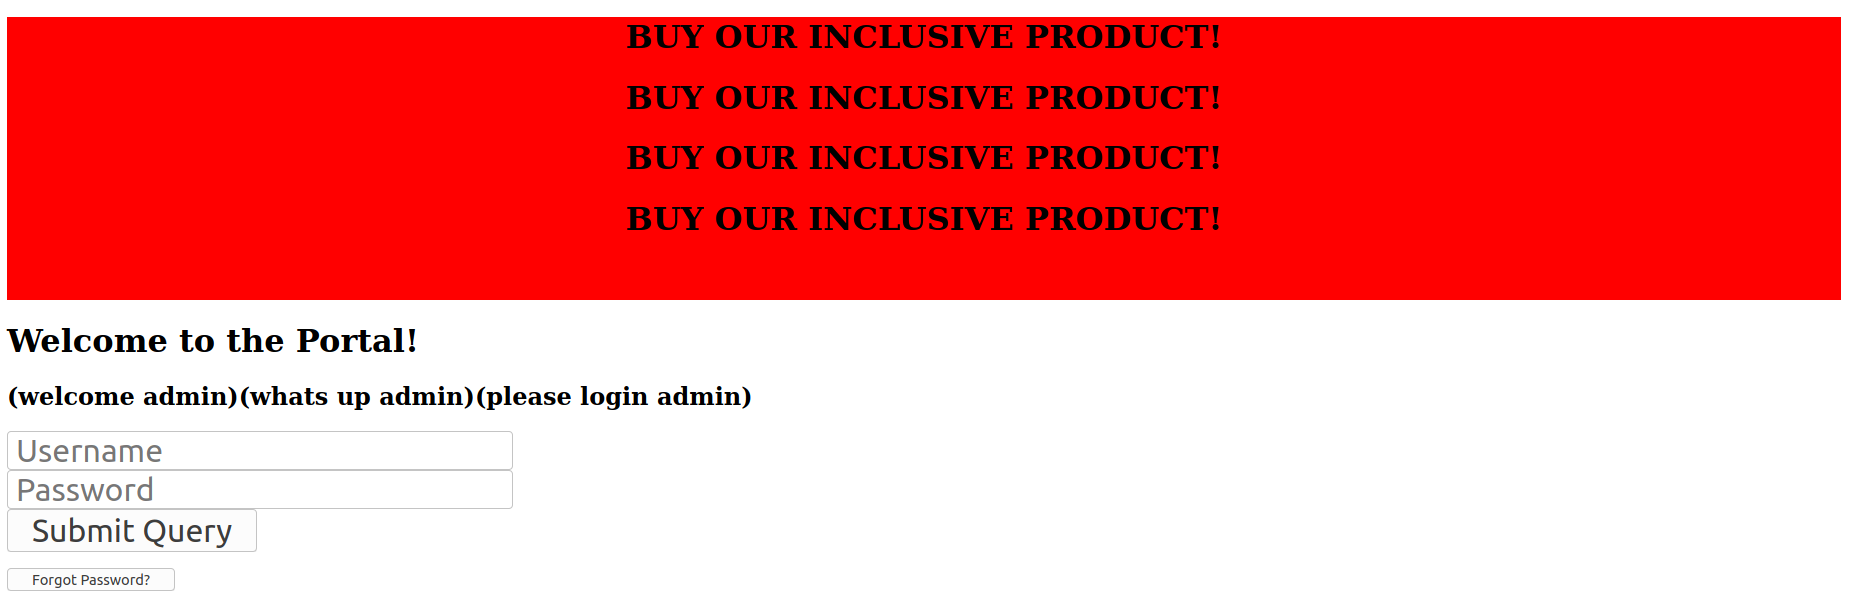 BUY OUR INCLUSIVE PRODUCT!
BUY OUR INCLUSIVE PRODUCT!
BUY OUR INCLUSIVE PRODUCT!
BUY OUR INCLUSIVE PRODUCT!
Welcome to the Portal!
(welcome admin)(whats up admin)(please login admin)
Username
Password
Submit Query
Forgot Password?